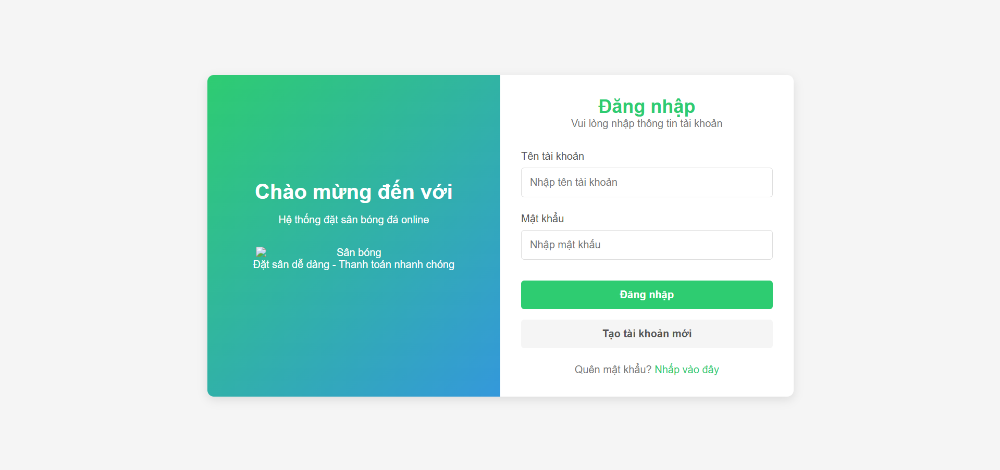 Chào mừng đến với
Hệ thống đặt sân bóng đá online
Sân bóng
Đặt sân dễ dàng - Thanh toán nhanh chóng
Đăng nhập
Vui lòng nhập thông tin tài khoản
Tên tài khoản
Nhập tên tài khoản
Mật khẩu
Nhập mật khẩu
Đăng nhập
Tạo tài khoản mới
Quên mật khẩu? Nhấp vào đây